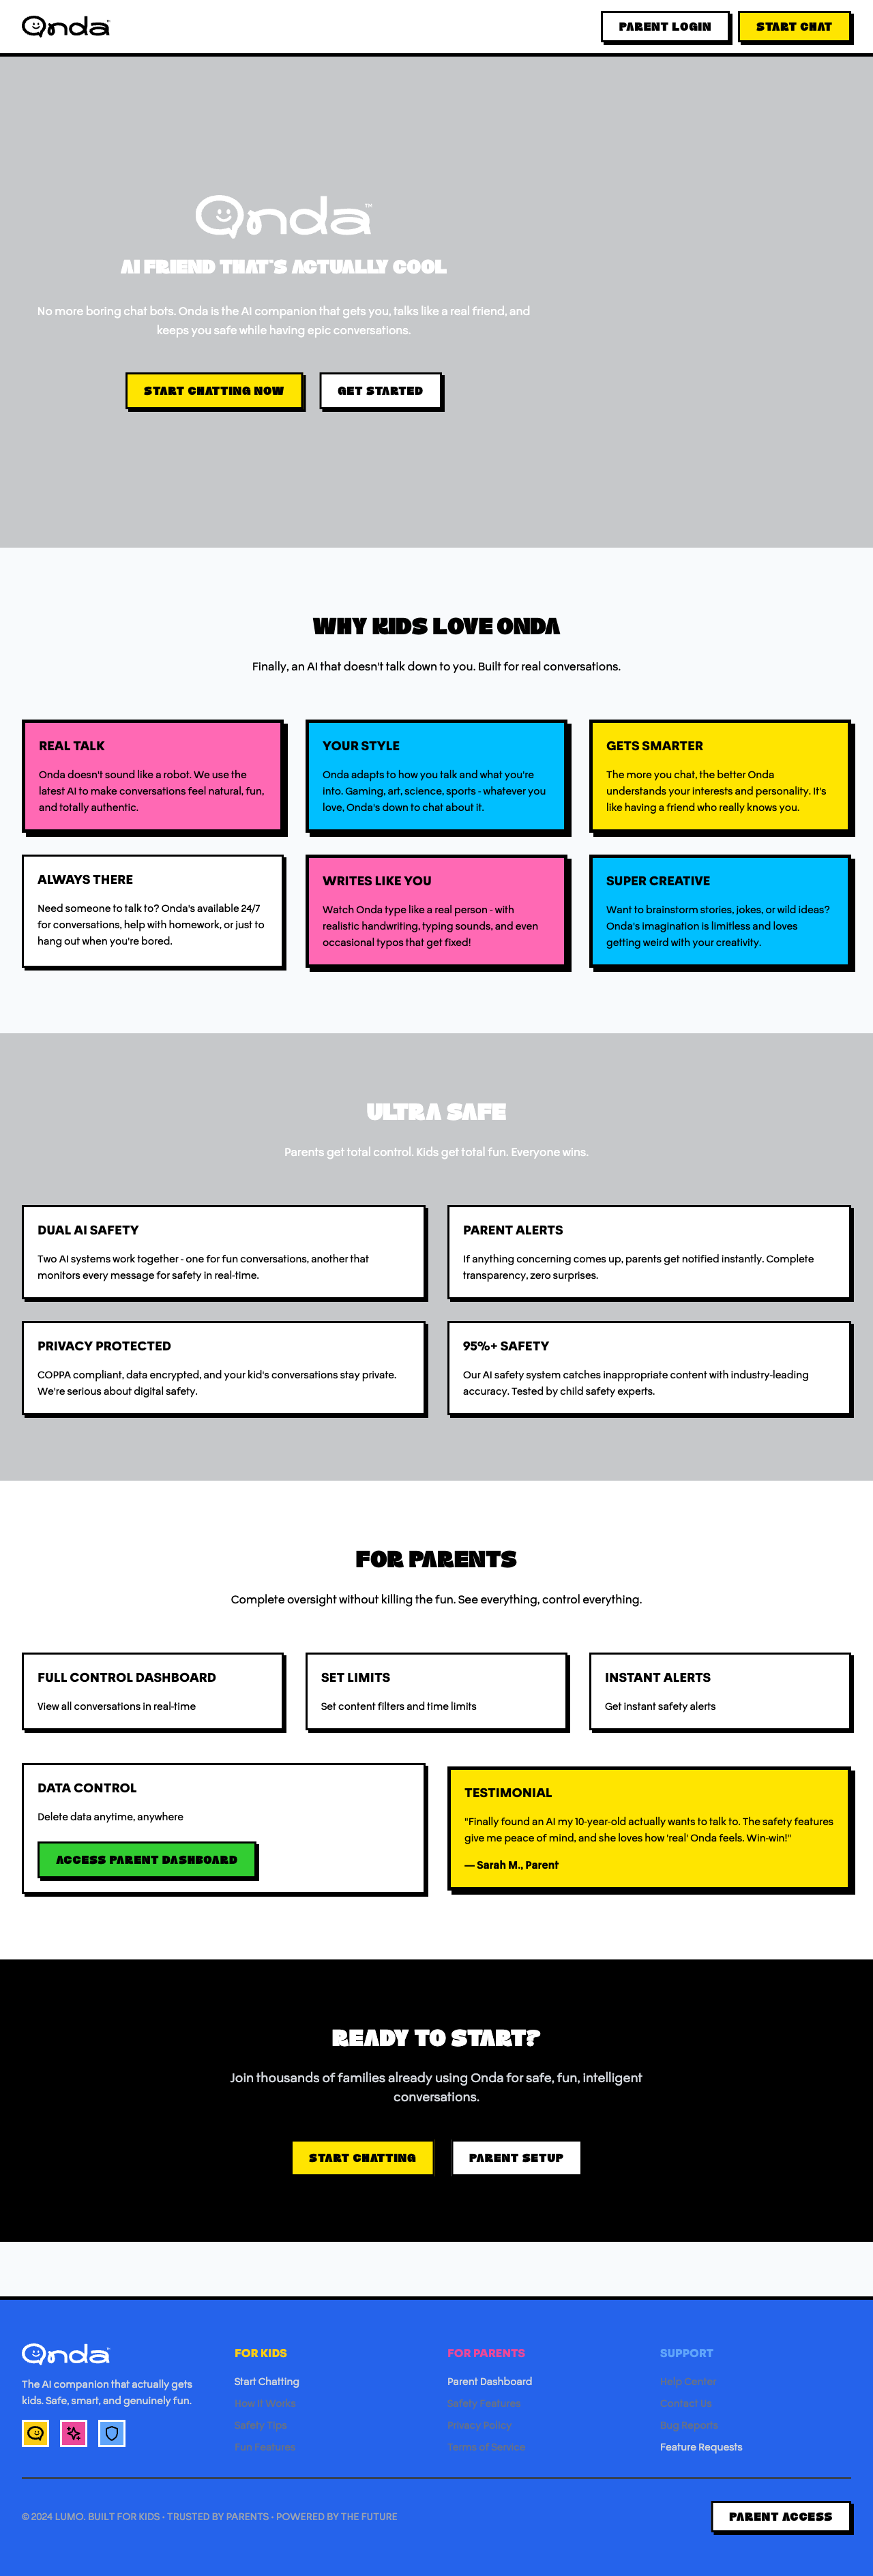 Onda™
PARENT LOGIN
START CHAT
Onda™
AI FRIEND THAT'S ACTUALLY COOL
No more boring chat bots. Onda is the AI companion that gets you, talks like a real friend, and
keeps you safe while having epic conversations.
START CHATTING NOW
GET STARTED
WHY KIDS LOVE ONDA
Finally, an AI that doesn't talk down to you. Built for real conversations.
REAL TALK
Onda doesn't sound like a robot. We use the
latest AI to make conversations feel natural, fun,
and totally authentic.
YOUR STYLE
Onda adapts to how you talk and what you're
into. Gaming, art, science, sports - whatever you
love, Onda's down to chat about it.
GETS SMARTER
The more you chat, the better Onda
understands your interests and personality. It's
like having a friend who really knows you.
ALWAYS THERE
Need someone to talk to? Onda's available 24/7
for conversations, help with homework, or just to
hang out when you're bored.
WRITES LIKE YOU
Watch Onda type like a real person - with
realistic handwriting, typing sounds, and even
occasional typos that get fixed!
SUPER CREATIVE
Want to brainstorm stories, jokes, or wild ideas?
Onda's imagination is limitless and loves
getting weird with your creativity.
ULTRA SAFE
Parents get total control. Kids get total fun. Everyone wins.
DUAL AI SAFETY
Two AI systems work together - one for fun conversations, another that
monitors every message for safety in real-time.
PARENT ALERTS
If anything concerning comes up, parents get notified instantly. Complete
transparency, zero surprises.
PRIVACY PROTECTED
COPPA compliant, data encrypted, and your kid's conversations stay private.
We're serious about digital safety.
95%+ SAFETY
Our AI safety system catches inappropriate content with industry-leading
accuracy. Tested by child safety experts.
FOR PARENTS
Complete oversight without killing the fun. See everything, control everything.
FULL CONTROL DASHBOARD
View all conversations in real-time
SET LIMITS
Set content filters and time limits
INSTANT ALERTS
Get instant safety alerts
DATA CONTROL
Delete data anytime, anywhere
ACCESS PARENT DASHBOARD
TESTIMONIAL
"Finally found an AI my 10-year-old actually wants to talk to. The safety features
give me peace of mind, and she loves how 'real' Onda feels. Win-win!"
— Sarah M., Parent
READY TO START?
Join thousands of families already using Onda for safe, fun, intelligent
conversations.
START CHATTING
PARENT SETUP
Onda™
The AI companion that actually gets
kids. Safe, smart, and genuinely fun.
FOR KIDS
Start Chatting
How It Works
Safety Tips
Fun Features
FOR PARENTS
Parent Dashboard
Safety Features
Privacy Policy
Terms of Service
SUPPORT
Help Center
Contact Us
Bug Reports
Feature Requests
© 2024 LUMO. BUILT FOR KIDS • TRUSTED BY PARENTS • POWERED BY THE FUTURE
PARENT ACCESS